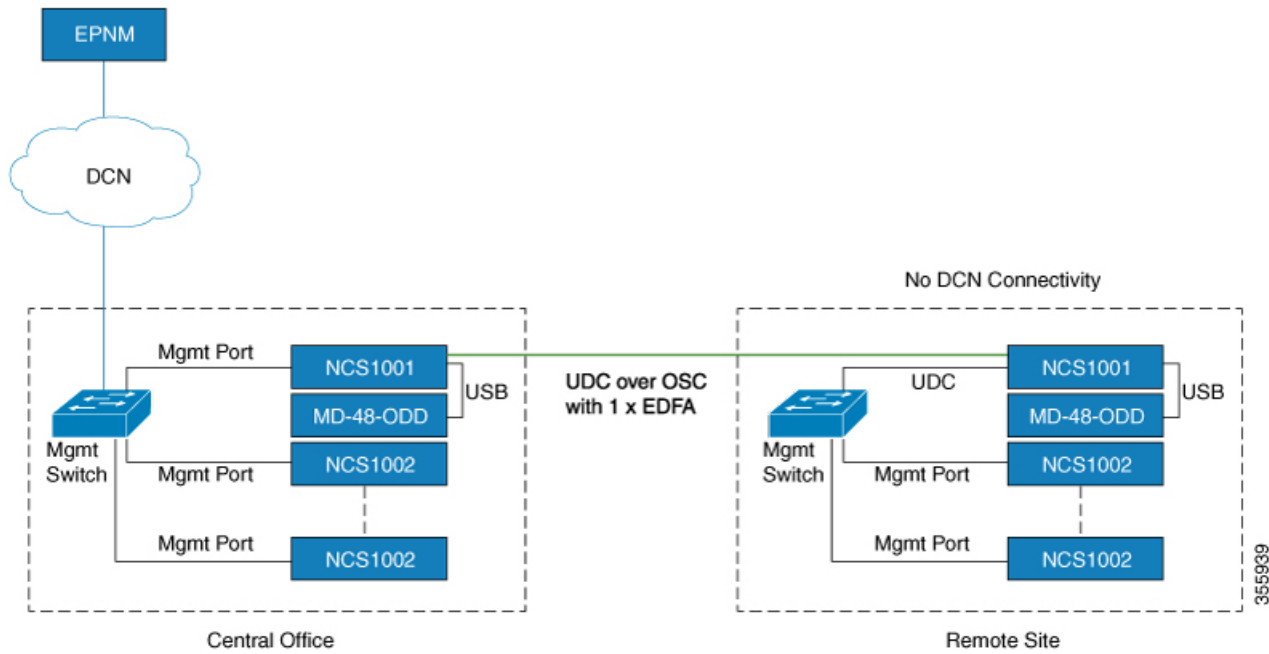 EPNM
DCN
No DCN Connectivity
Mgmt Port
NCS1001
USB
MD-48-ODD
Mgmt
Switch
Mgmt Port
NCS1002
Mgmt Port
NCS1002
UDC over OSC
with 1 x EDFA
UDC
NCS1001
USB
MD-48-ODD
Mgmt
Switch
Mgmt Port
NCS1002
Mgmt Port
NCS1002
355939
Central Office
Remote Site